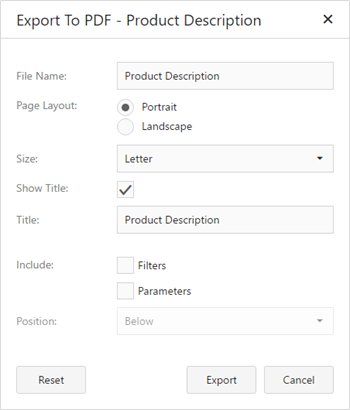 Export To PDF - Product Description
File Name: Product Description
Page Layout: Portrait
Landscape
Size: Letter
Show Title:
Title: Product Description
Include: Filters
Parameters
Position: Below
Reset Export Cancel